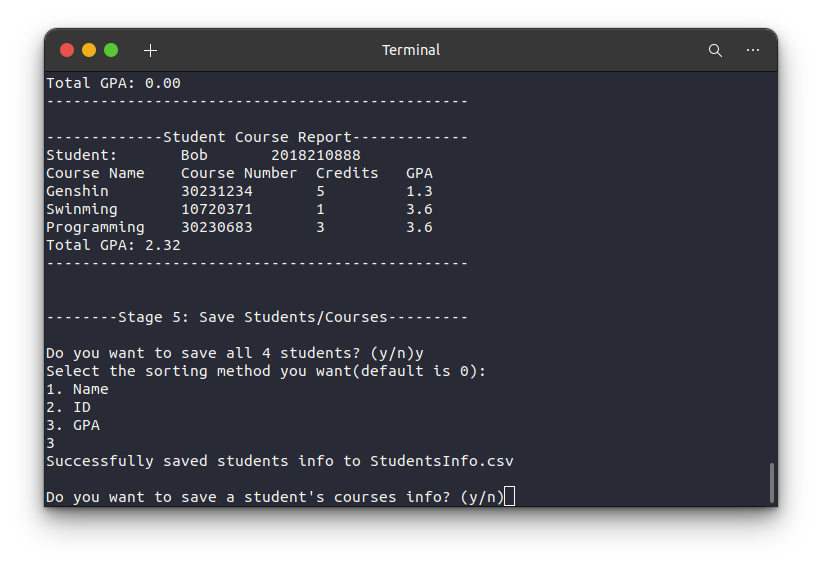 Terminal
Total GPA: 0.00
-----------------------------------------------
-------------Student Course Report-------------
Student:       Bob       2018210888
Course Name    Course Number  Credits   GPA
Genshin        30231234       5         1.3
Swinming       10720371       1         3.6
Programming    30230683       3         3.6
Total GPA: 2.32
-----------------------------------------------
--------Stage 5: Save Students/Courses---------
Do you want to save all 4 students? (y/n)y
Select the sorting method you want(default is 0):
1. Name
2. ID
3. GPA
3
Successfully saved students info to StudentsInfo.csv
Do you want to save a student's courses info? (y/n)